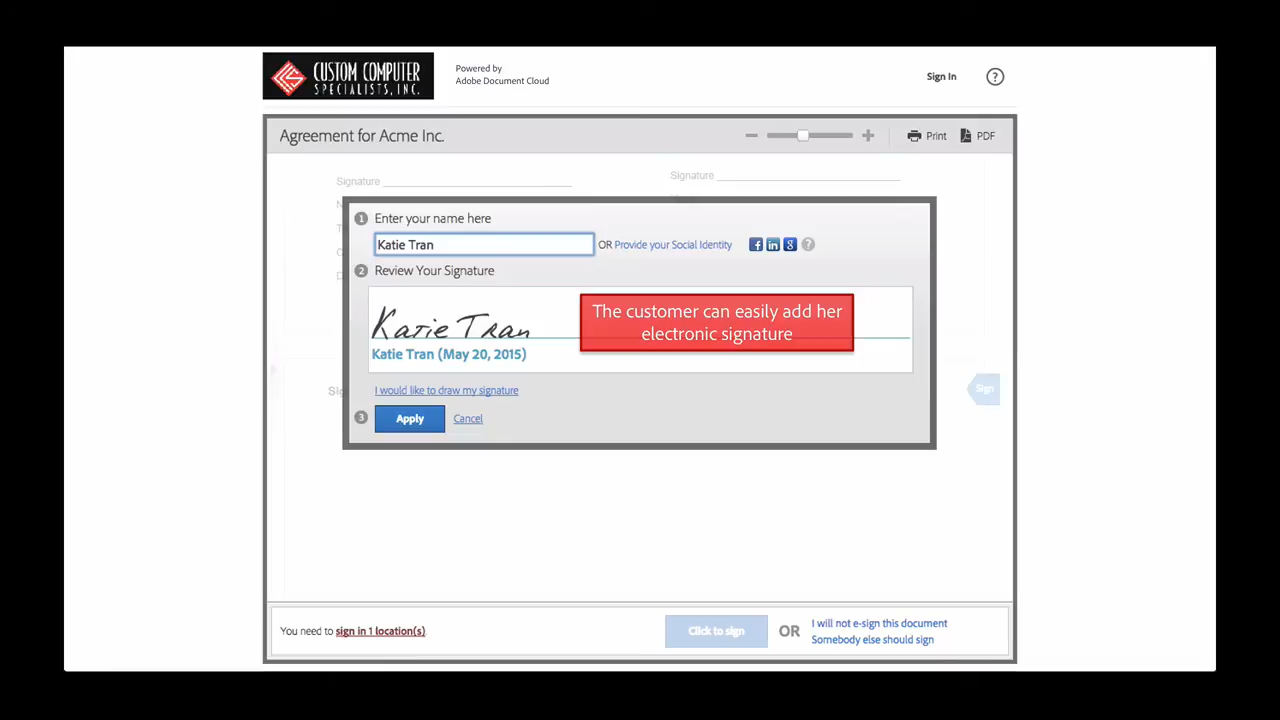 CUSTOM COMPUTER
SPECIALISTS, INC.
Powered by
Adobe Document Cloud
Sign In
?
Agreement for Acme Inc.
Print
PDF
Signature
Signature
1 Enter your name here
Katie Tran
OR Provide your Social Identity
2 Review Your Signature
Katie Tran
Katie Tran (May 20, 2015)
The customer can easily add her
electronic signature
I would like to draw my signature
Sign
3 Apply Cancel
You need to sign in 1 location(s).
Click to sign
OR
I will not e-sign this document
Somebody else should sign